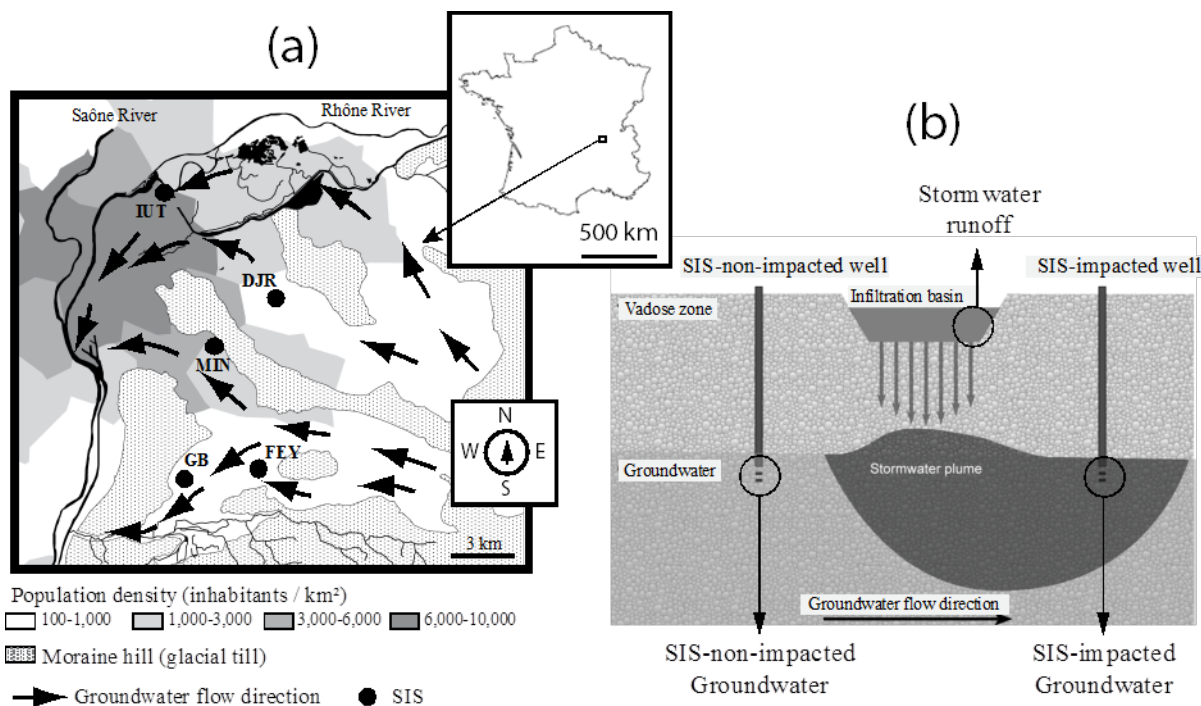 (a)
Saône River
Rhône River
IUT
DJR
MIN
GB
FEY
500 km
N
W E
S
3 km
Population density (inhabitants / km²)
100-1,000 1,000-3,000 3,000-6,000 6,000-10,000
Moraine hill (glacial till)
Groundwater flow direction SIS
(b)
Storm water
runoff
SIS-non-impacted well
SIS-impacted well
Infiltration basin
Vadose zone
Groundwater
Stormwater plume
Groundwater flow direction
SIS-non-impacted
Groundwater
SIS-impacted
Groundwater